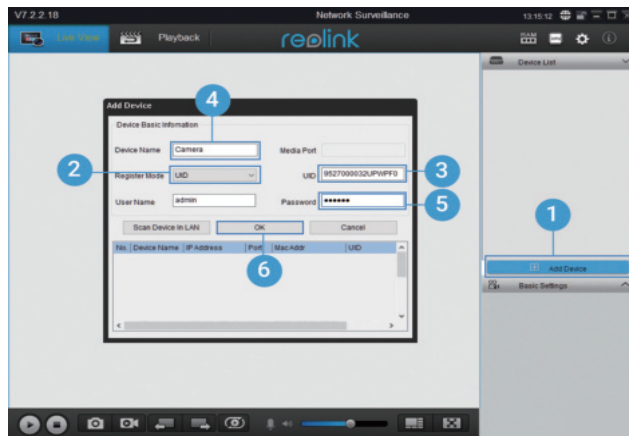 V7.2.2.18
Network Surveillance
13:15:12
Live View
Playback
reolink
Device List
Add Device
4
Device Basic Infomation
Device Name
Camera
Media Port
2
Register Mode
UID
UID
9527000032UPWPF0
3
User Name
admin
Password
••••••
5
1
Scan Device In LAN
OK
Cancel
6
No.
Device Name
IP Address
Port
Mac Addr
UID
Add Device
Basic Settings